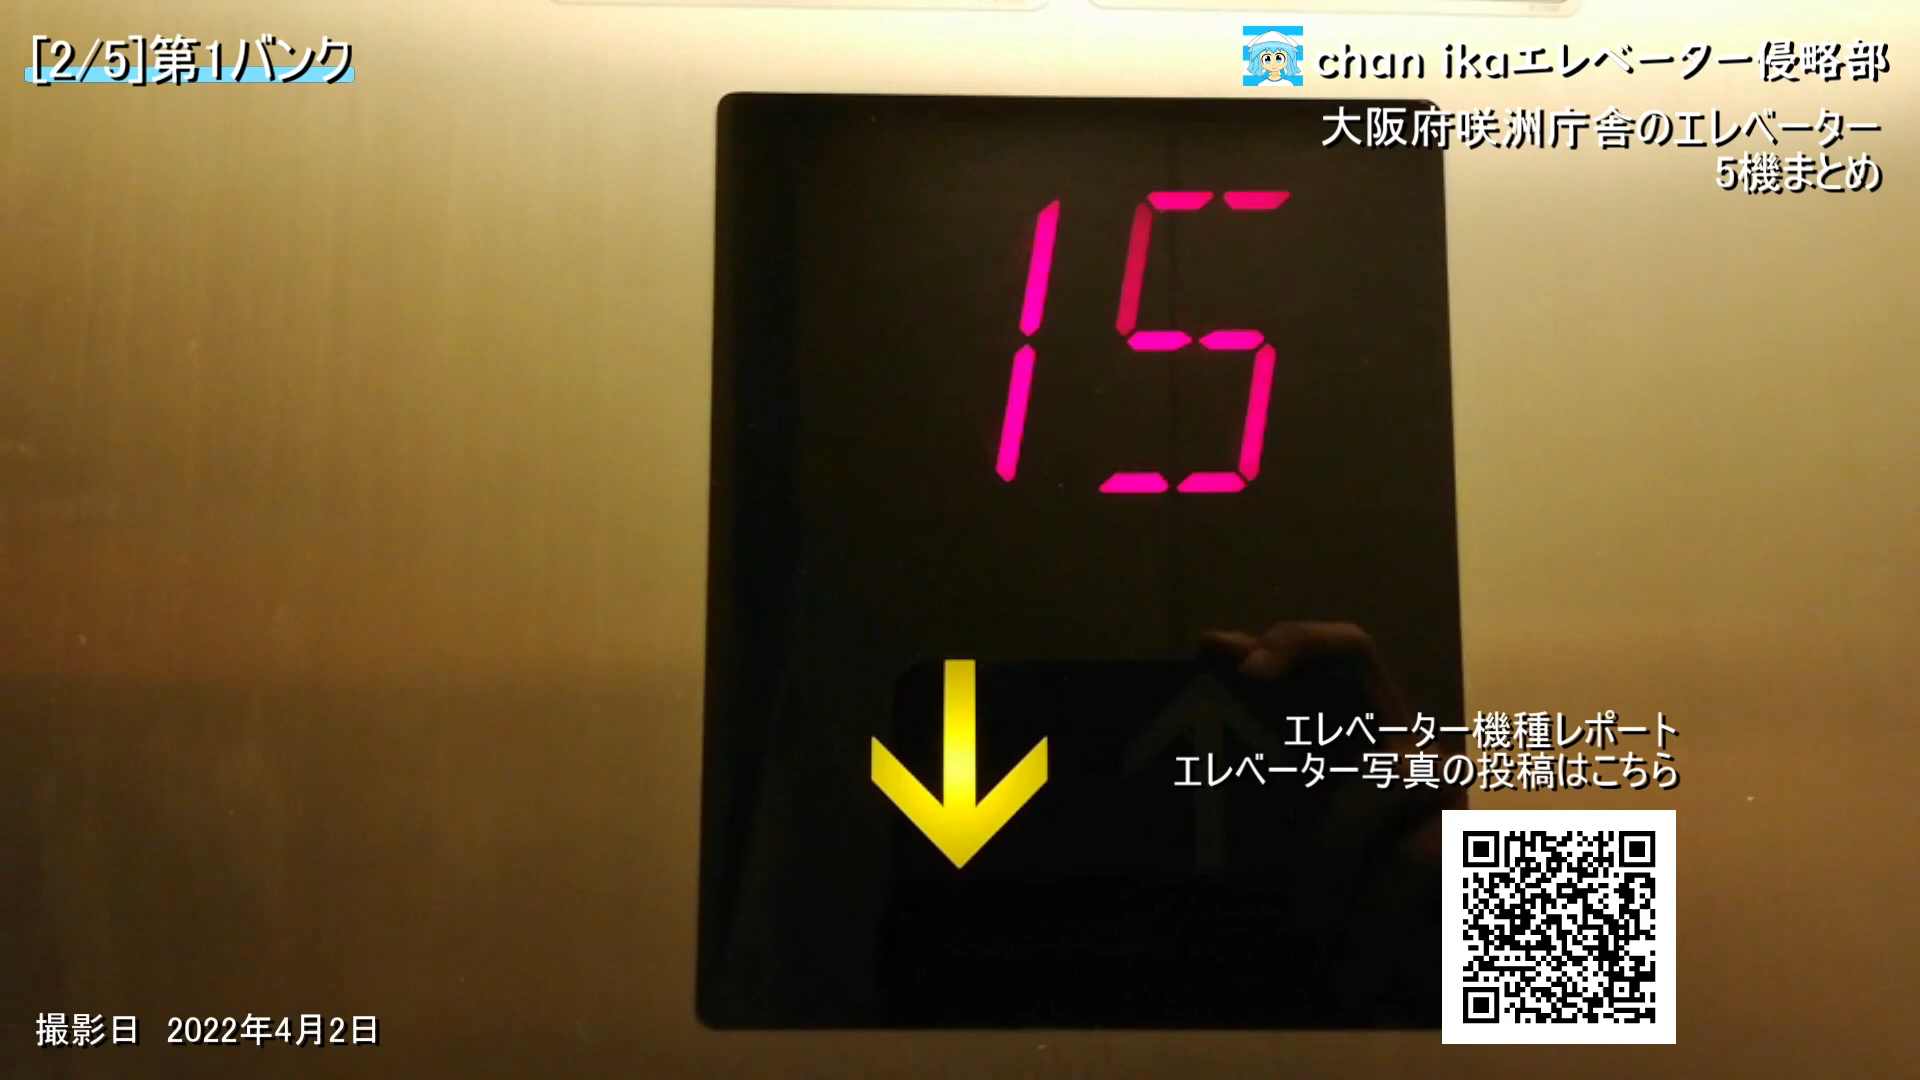 [2/5]第1バンク
chan ikaエレベーター侵略部
大阪府咲洲庁舎のエレベーター
5機まとめ
15
エレベーター機種レポート
エレベーター写真の投稿はこちら
撮影日 2022年4月2日